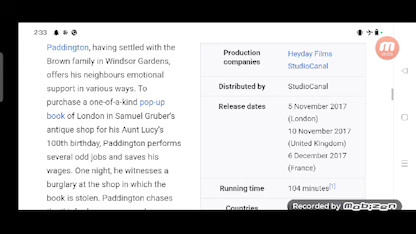 2:33
Paddington, having settled with the
Brown family in Windsor Gardens,
offers his neighbours emotional
support in various ways. To
purchase a one-of-a-kind pop-up
book of London in Samuel Gruber's
antique shop for his Aunt Lucy's
100th birthday, Paddington performs
several odd jobs and saves his
wages. One night, he witnesses a
burglary at the shop in which the
book is stolen. Paddington chases
Production
companies
Heyday Films
StudioCanal
Distributed by
StudioCanal
Release dates
5 November 2017
(London)
10 November 2017
(United Kingdom)
6 December 2017
(France)
Running time
104 minutes[1]
Countries
Recorded by mobizen